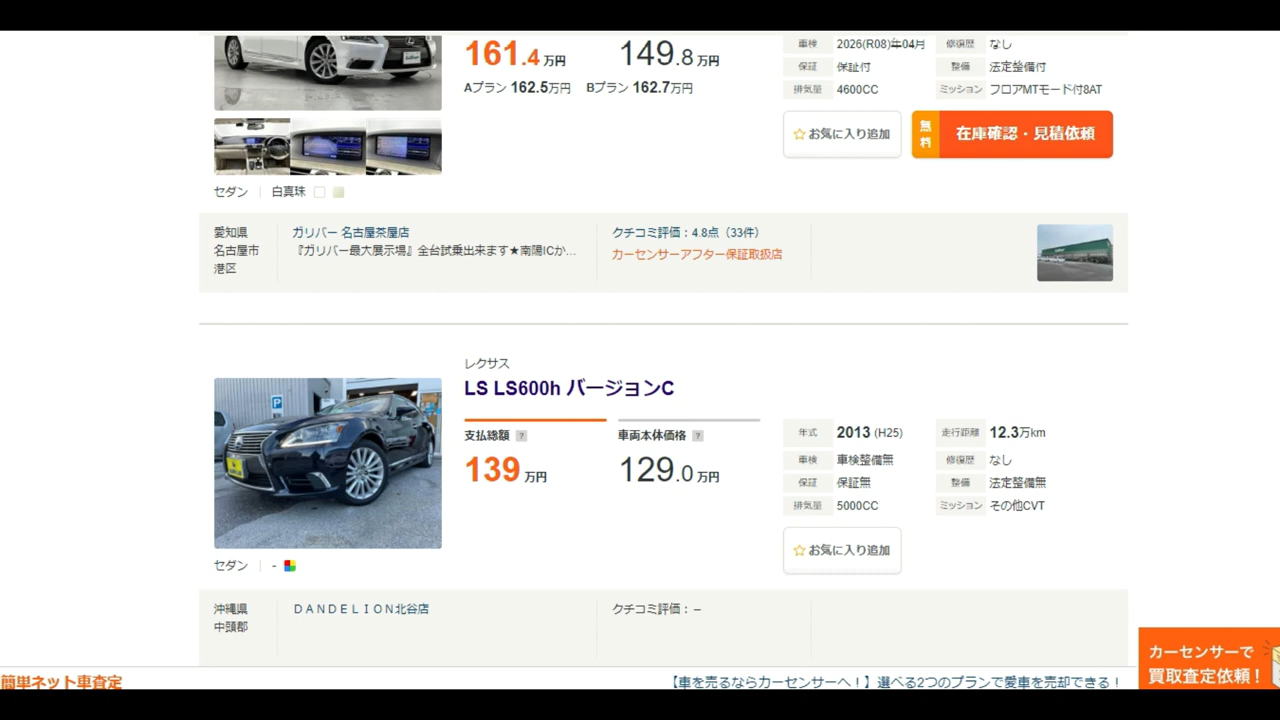 161.4 万円 149.8 万円
Aプラン 162.5万円 Bプラン 162.7万円
車検 2026(R08)年04月 修復歴 なし
保証 保証付 整備 法定整備付
排気量 4600CC ミッション フロアMTモード付8AT
お気に入り追加
無料 在庫確認・見積依頼
セダン 白真珠
愛知県
名古屋市
港区
ガリバー 名古屋茶屋店
『ガリバー最大展示場』全台試乗出来ます★南陽ICか…
クチコミ評価：4.8点（33件）
カーセンサーアフター保証取扱店
レクサス
LS LS600h バージョンC
支払総額 ? 車両本体価格 ?
139 万円 129.0 万円
年式 2013 (H25) 走行距離 12.3万km
車検 車検整備無 修復歴 なし
保証 保証無 整備 法定整備無
排気量 5000CC ミッション その他CVT
お気に入り追加
P
セダン -
沖縄県
中頭郡
ＤＡＮＤＥＬＩＯＮ北谷店
クチコミ評価：－
カーセンサーで
買取査定依頼！
簡単ネット車査定
【車を売るならカーセンサーへ！】選べる2つのプランで愛車を売却できる！